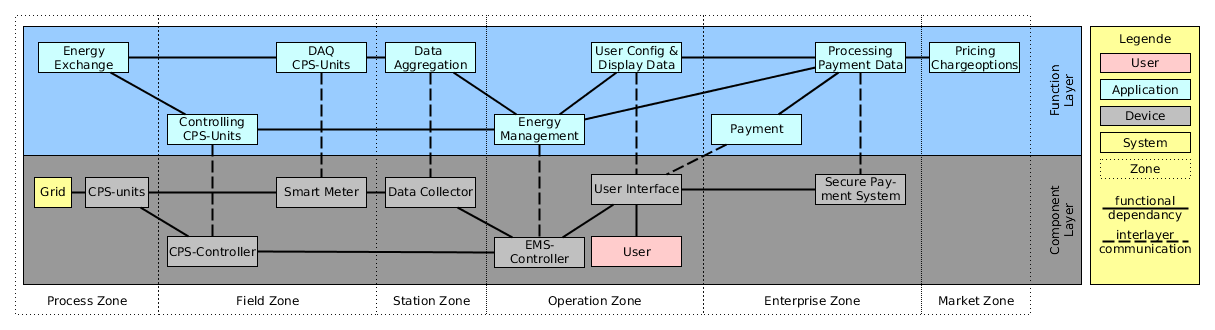 Energy
Exchange
DAQ
CPS-Units
Data
Aggregation
User Config &
Display Data
Processing
Payment Data
Pricing
Chargeoptions
Controlling
CPS-Units
Energy
Management
Payment
Function
Layer
Grid
CPS-units
Smart Meter
Data Collector
User Interface
Secure Pay-
ment System
CPS-Controller
EMS-
Controller
User
Component
Layer
Process Zone
Field Zone
Station Zone
Operation Zone
Enterprise Zone
Market Zone
Legende
User
Application
Device
System
Zone
functional
dependancy
interlayer
communication